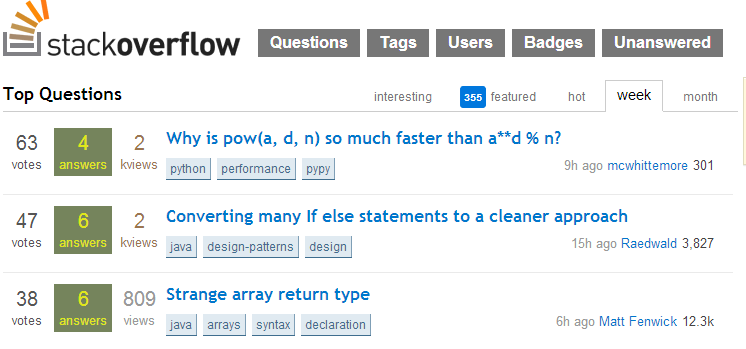 stackoverflow Questions Tags Users Badges Unanswered
Top Questions interesting 355 featured hot week month
63 votes 4 answers 2 kviews
Why is pow(a, d, n) so much faster than a**d % n?
python performance pypy
9h ago mcwhittemore 301
47 votes 6 answers 2 kviews
Converting many If else statements to a cleaner approach
java design-patterns design
15h ago Raedwald 3,827
38 votes 6 answers 809 views
Strange array return type
java arrays syntax declaration
6h ago Matt Fenwick 12.3k